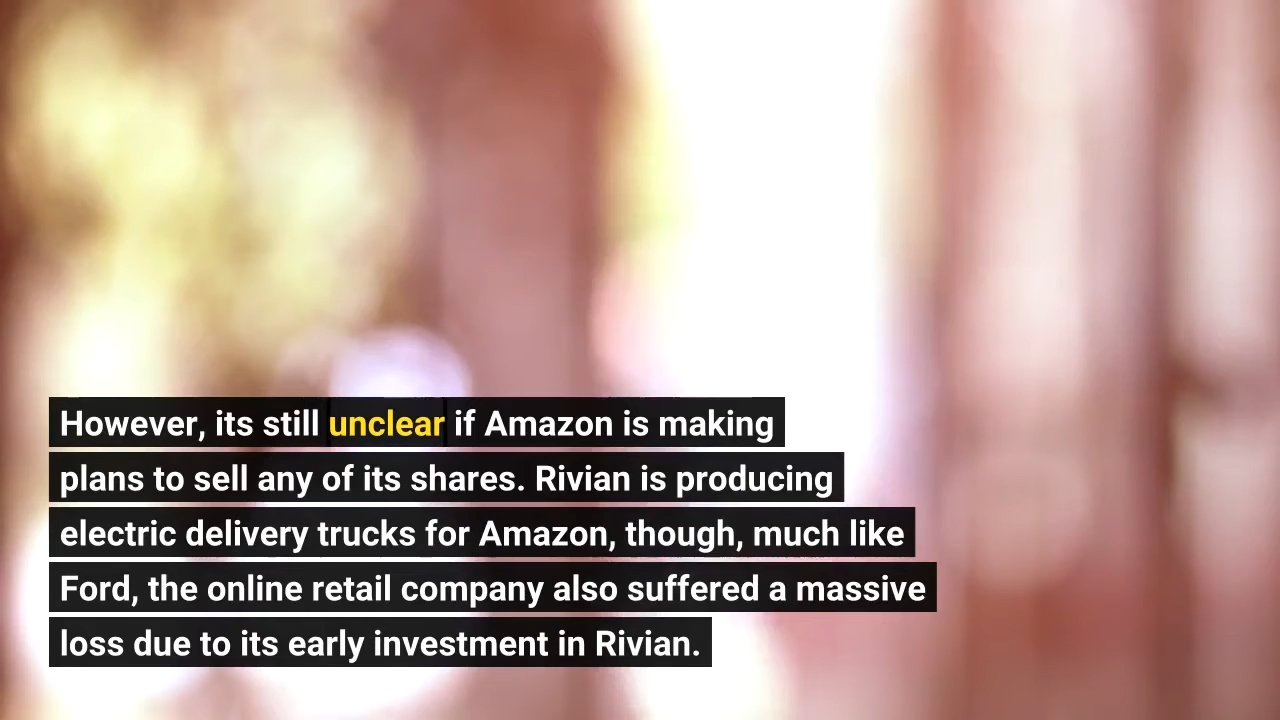 However, its still unclear if Amazon is making
plans to sell any of its shares. Rivian is producing
electric delivery trucks for Amazon, though, much like
Ford, the online retail company also suffered a massive
loss due to its early investment in Rivian.